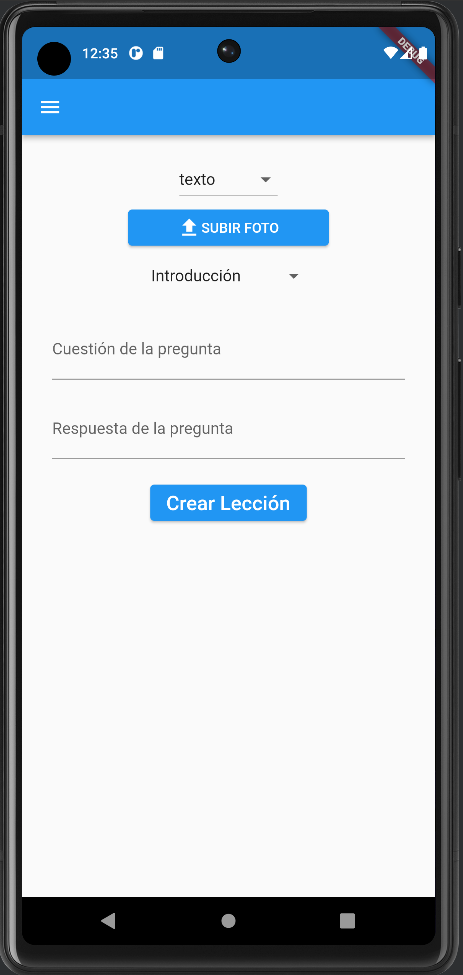 12:35
DEBUG
texto
SUBIR FOTO
Introducción
Cuestión de la pregunta
Respuesta de la pregunta
Crear Lección